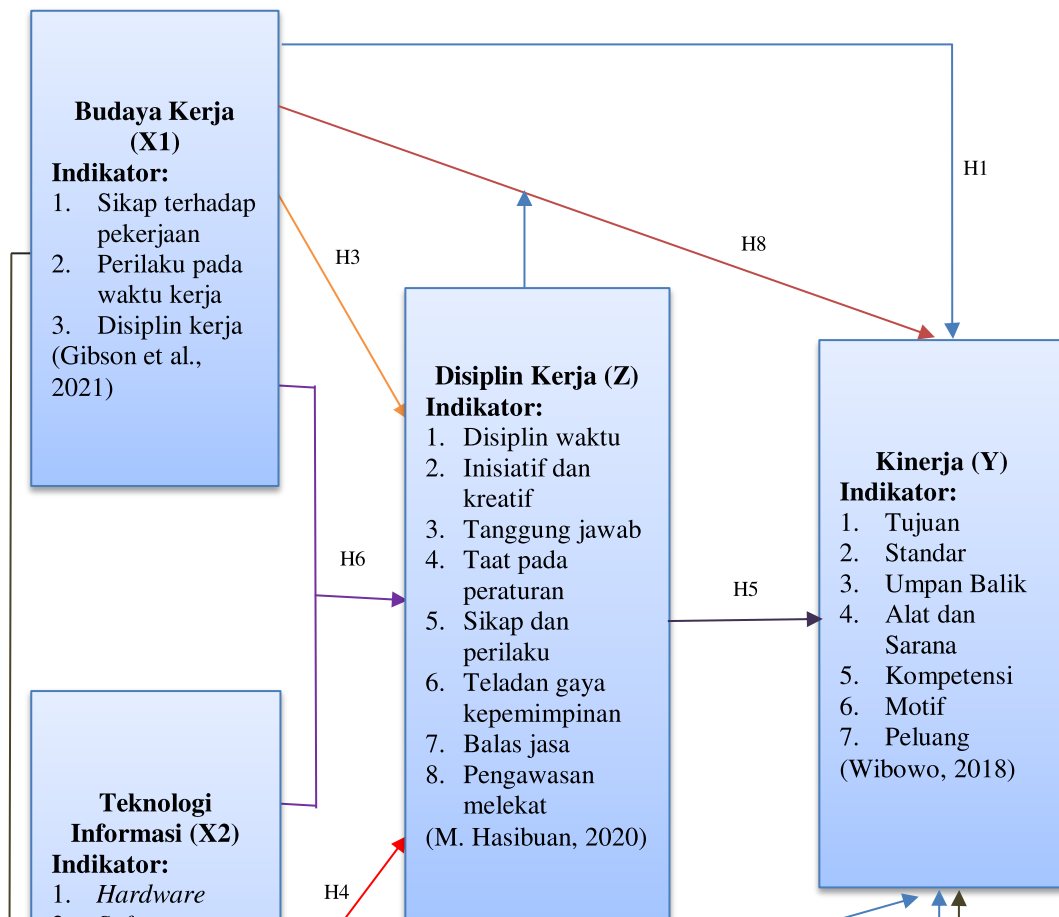 Budaya Kerja
(X1)
Indikator:
1. Sikap terhadap
pekerjaan
2. Perilaku pada
waktu kerja
3. Disiplin kerja
(Gibson et al.,
2021)
H1
H8
H3
Disiplin Kerja (Z)
Indikator:
1. Disiplin waktu
2. Inisiatif dan
kreatif
3. Tanggung jawab
4. Taat pada
peraturan
5. Sikap dan
perilaku
6. Teladan gaya
kepemimpinan
7. Balas jasa
8. Pengawasan
melekat
(M. Hasibuan, 2020)
H6
H5
Kinerja (Y)
Indikator:
1. Tujuan
2. Standar
3. Umpan Balik
4. Alat dan
Sarana
5. Kompetensi
6. Motif
7. Peluang
(Wibowo, 2018)
Teknologi
Informasi (X2)
Indikator:
1. Hardware
H4